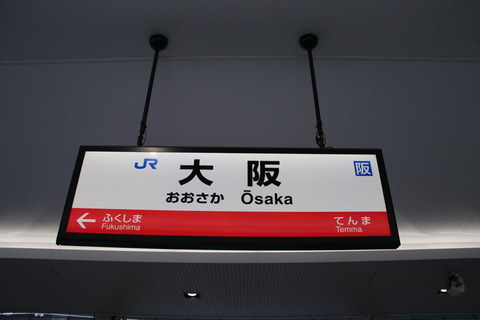 JR 大阪 阪
おおさか Ōsaka
← ふくしま てんま
Fukushima Temma